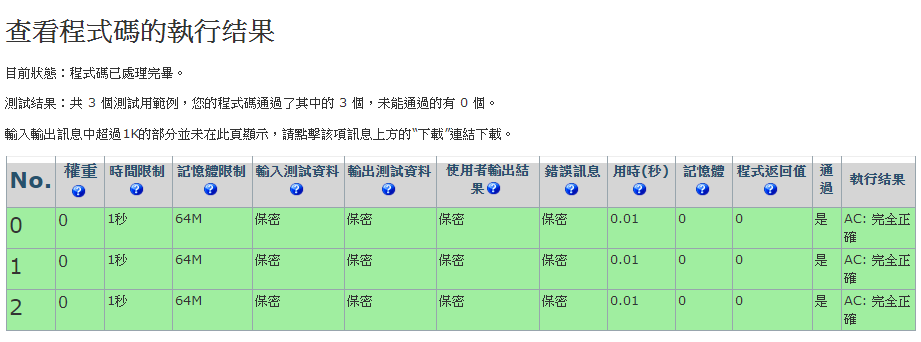 查看程式碼的執行结果
目前狀態：程式碼已處理完畢。
測試結果：共 3 個測試用範例，您的程式碼通過了其中的 3 個，未能通過的有 0 個。
輸入輸出訊息中超過1K的部分並未在此頁顯示，請點擊該項訊息上方的“下載”連結下載。
No. 權重 時間限制 記憶體限制 輸入測試資料 輸出測試資料 使用者輸出結果 錯誤訊息 用時(秒) 記憶體 程式返回值 通過 執行结果
0 0 1秒 64M 保密 保密 保密 保密 0.01 0 0 是 AC: 完全正確
1 0 1秒 64M 保密 保密 保密 保密 0.01 0 0 是 AC: 完全正確
2 0 1秒 64M 保密 保密 保密 保密 0.01 0 0 是 AC: 完全正確